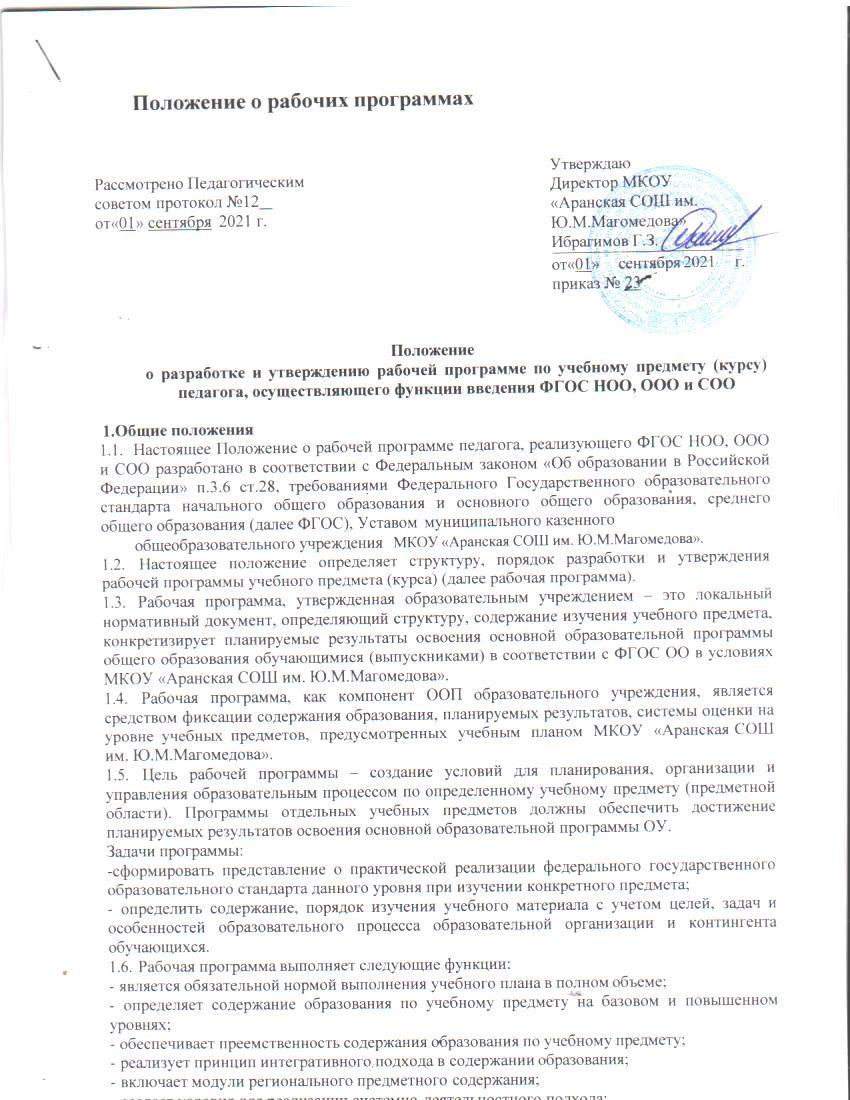 Положение о рабочих программах
Рассмотрено Педагогическим
советом протокол №12__
от«01» сентября 2021 г.
Утверждаю
Директор МКОУ
«Аранская СОШ им.
Ю.М.Магомедова»
Ибрагимов Г.З.
от«01» сентября 2021 г.
приказ № 23
Положение
о разработке и утверждению рабочей программе по учебному предмету (курсу)
педагога, осуществляющего функции введения ФГОС НОО, ООО и СОО
1.Общие положения
1.1. Настоящее Положение о рабочей программе педагога, реализующего ФГОС НОО, ООО
и СОО разработано в соответствии с Федеральным законом «Об образовании в Российской
Федерации» п.3.6 ст.28, требованиями Федерального Государственного образовательного
стандарта начального общего образования и основного общего образования, среднего
общего образования (далее ФГОС), Уставом муниципального казенного
общеобразовательного учреждения МКОУ «Аранская СОШ им. Ю.М.Магомедова».
1.2. Настоящее положение определяет структуру, порядок разработки и утверждения
рабочей программы учебного предмета (курса) (далее рабочая программа).
1.3. Рабочая программа, утвержденная образовательным учреждением – это локальный
нормативный документ, определяющий структуру, содержание изучения учебного предмета,
конкретизирует планируемые результаты освоения основной образовательной программы
общего образования обучающимися (выпускниками) в соответствии с ФГОС ОО в условиях
МКОУ «Аранская СОШ им. Ю.М.Магомедова».
1.4. Рабочая программа, как компонент ООП образовательного учреждения, является
средством фиксации содержания образования, планируемых результатов, системы оценки на
уровне учебных предметов, предусмотренных учебным планом МКОУ «Аранская СОШ
им. Ю.М.Магомедова».
1.5. Цель рабочей программы – создание условий для планирования, организации и
управления образовательным процессом по определенному учебному предмету (предметной
области). Программы отдельных учебных предметов должны обеспечить достижение
планируемых результатов освоения основной образовательной программы ОУ.
Задачи программы:
-сформировать представление о практической реализации федерального государственного
образовательного стандарта данного уровня при изучении конкретного предмета;
- определить содержание, порядок изучения учебного материала с учетом целей, задач и
особенностей образовательного процесса образовательной организации и контингента
обучающихся.
1.6. Рабочая программа выполняет следующие функции:
- является обязательной нормой выполнения учебного плана в полном объеме;
- определяет содержание образования по учебному предмету на базовом и повышенном
уровнях;
- обеспечивает преемственность содержания образования по учебному предмету;
- реализует принцип интегративного подхода в содержании образования;
- включает модули регионального предметного содержания;